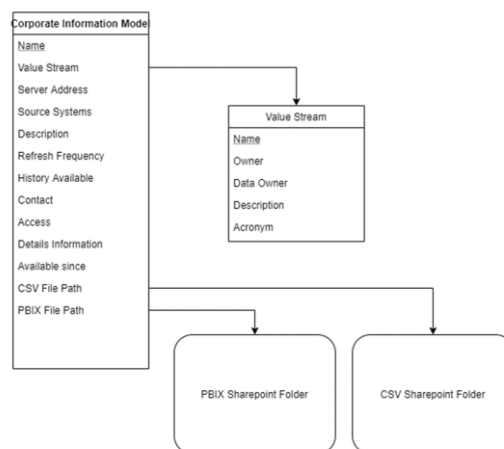 Corporate Information Model
Name
Value Stream
Server Address
Source Systems
Description
Refresh Frequency
History Available
Contact
Access
Details Information
Available since
CSV File Path
PBIX File Path
Value Stream
Name
Owner
Data Owner
Description
Acronym
PBIX Sharepoint Folder
CSV Sharepoint Folder